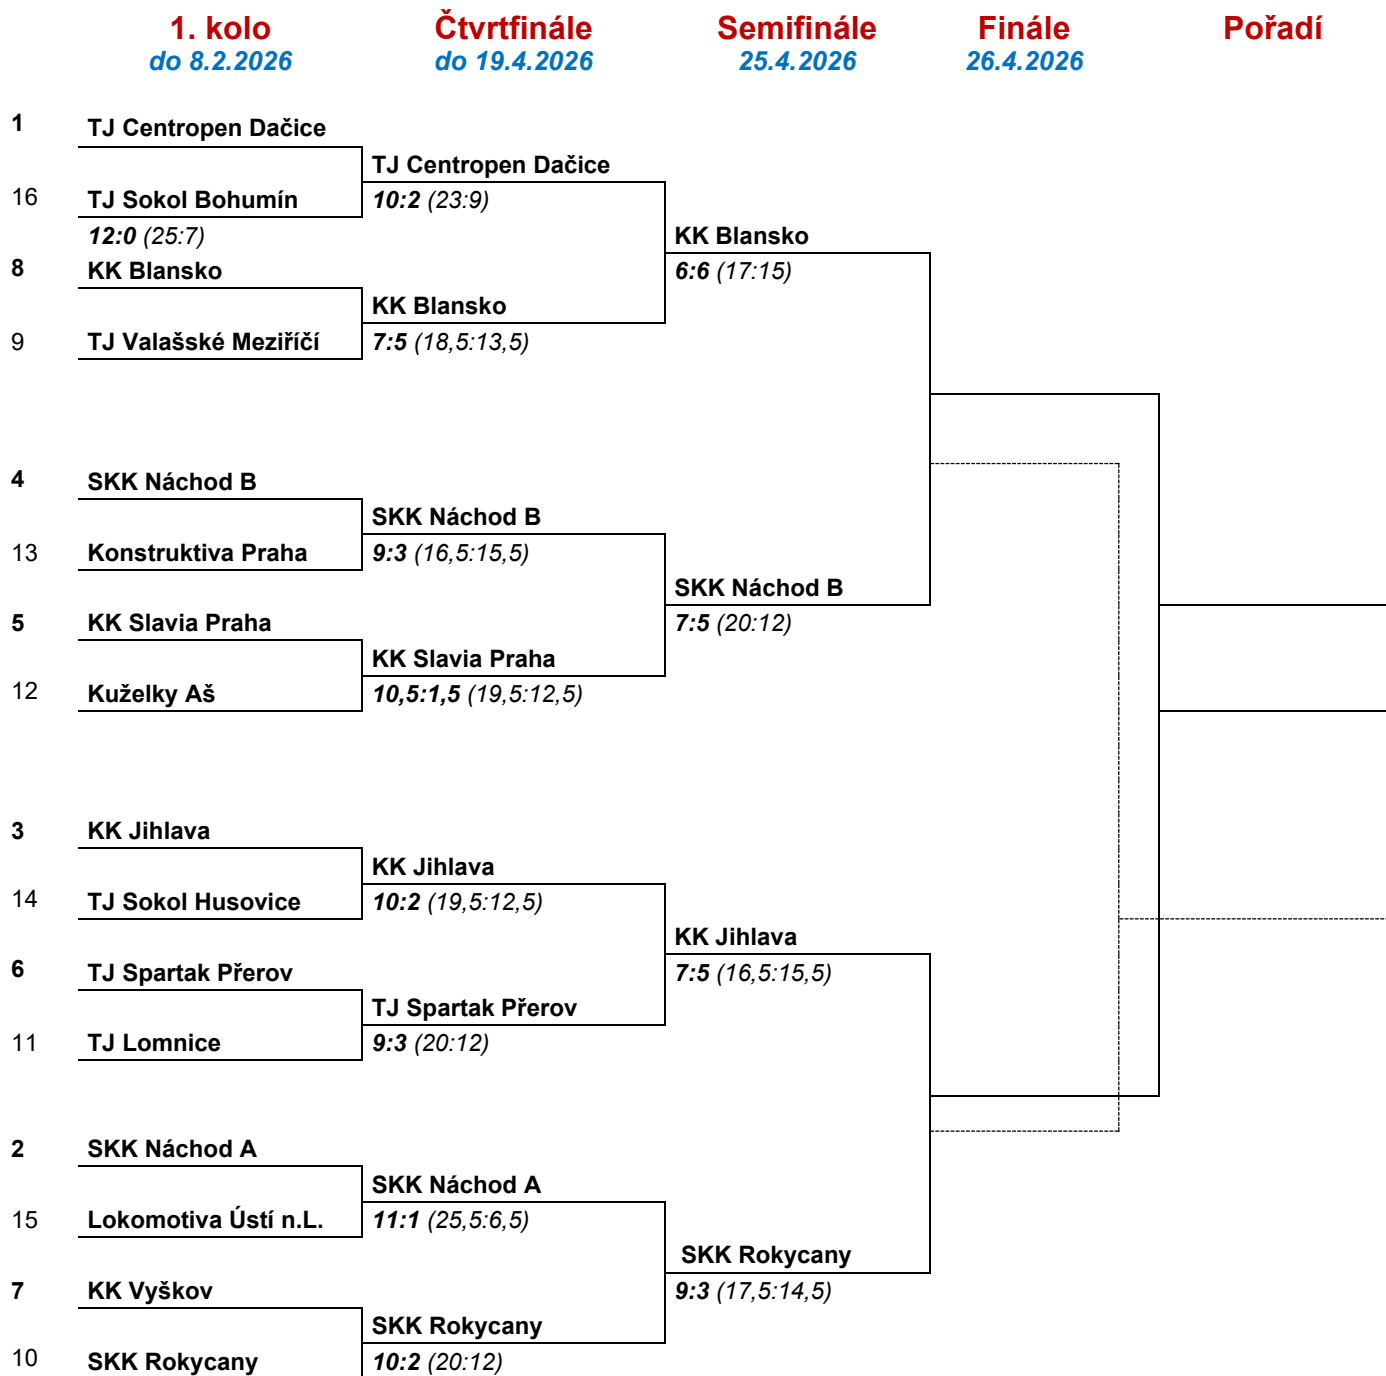 1. kolo Čtvrtfinále Semifinále Finále Pořadí
do 8.2.2026 do 19.4.2026 25.4.2026 26.4.2026
1 TJ Centropen Dačice
TJ Centropen Dačice
16 TJ Sokol Bohumín 10:2 (23:9)
12:0 (25:7) KK Blansko
8 KK Blansko 6:6 (17:15)
KK Blansko
9 TJ Valašské Meziříčí 7:5 (18,5:13,5)
4 SKK Náchod B
SKK Náchod B
13 Konstruktiva Praha 9:3 (16,5:15,5)
SKK Náchod B
5 KK Slavia Praha 7:5 (20:12)
KK Slavia Praha
12 Kuželky Aš 10,5:1,5 (19,5:12,5)
3 KK Jihlava
KK Jihlava
14 TJ Sokol Husovice 10:2 (19,5:12,5)
KK Jihlava
6 TJ Spartak Přerov 7:5 (16,5:15,5)
TJ Spartak Přerov
11 TJ Lomnice 9:3 (20:12)
2 SKK Náchod A
SKK Náchod A
15 Lokomotiva Ústí n.L. 11:1 (25,5:6,5)
SKK Rokycany
7 KK Vyškov 9:3 (17,5:14,5)
SKK Rokycany
10 SKK Rokycany 10:2 (20:12)